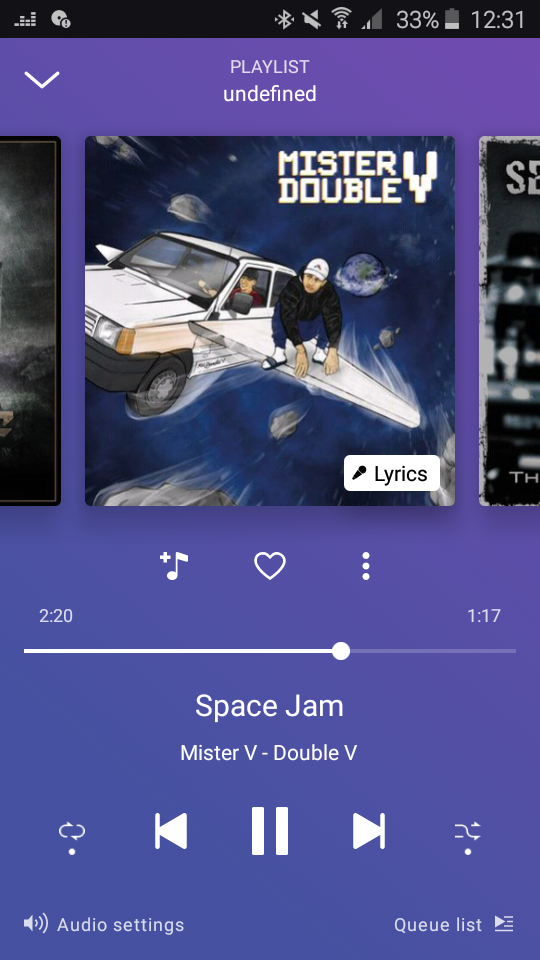 33% 12:31
PLAYLIST
undefined
MISTER
DOUBLE V
SE
Lyrics
TH
2:20 1:17
Space Jam
Mister V - Double V
Audio settings Queue list